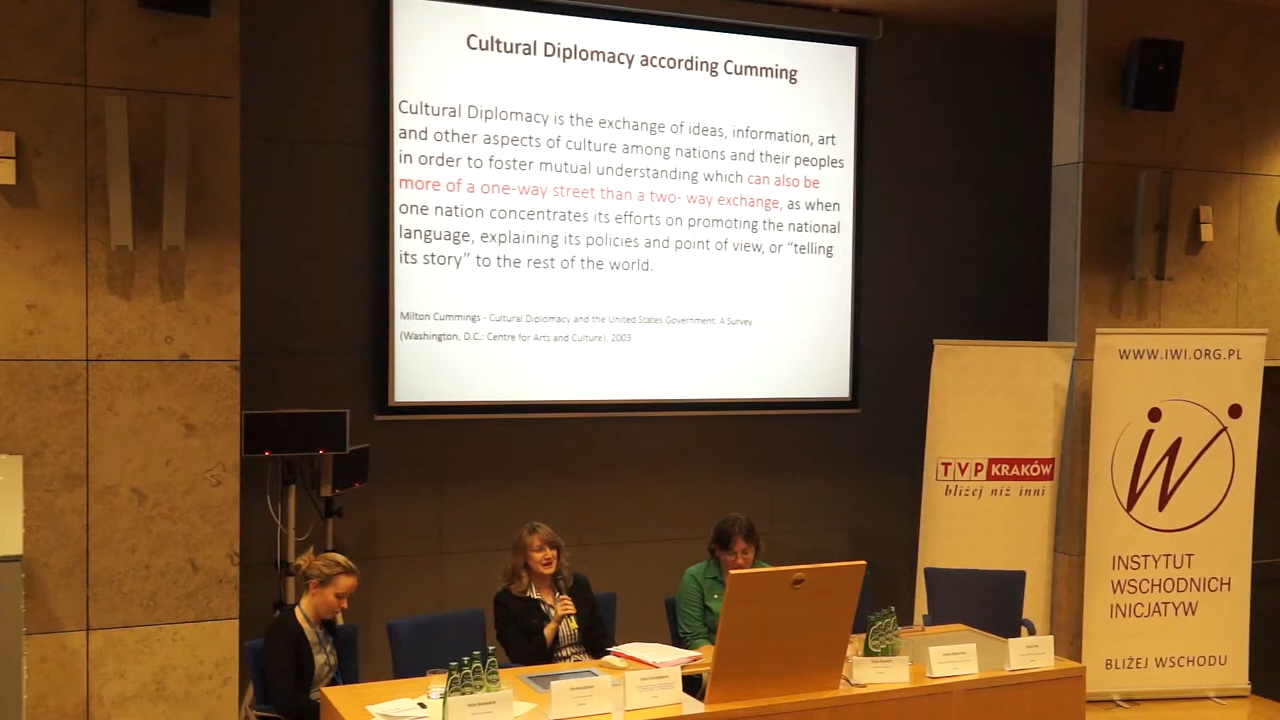 Cultural Diplomacy according Cumming
Cultural Diplomacy is the exchange of ideas, information, art
and other aspects of culture among nations and their peoples
in order to foster mutual understanding which can also be
more of a one-way street than a two- way exchange, as when
one nation concentrates its efforts on promoting the national
language, explaining its policies and point of view, or “telling
its story” to the rest of the world.
Milton Cummings - Cultural Diplomacy and the United States Government: A Survey
(Washington, D.C.: Centre for Arts and Culture), 2003
TVP KRAKÓW
bliżej niż inni
WWW.IWI.ORG.PL
iwi
INSTYTUT
WSCHODNICH
INICJATYW
BLIŻEJ WSCHODU